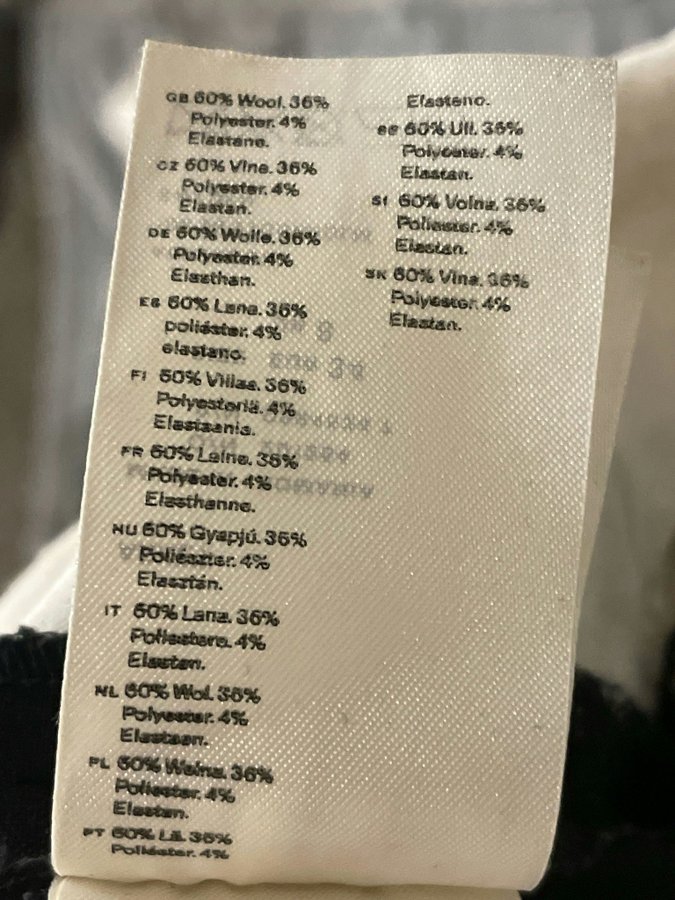 GB 60% Wool. 36%
Polyester. 4%
Elastane.
CZ 60% Vlna. 36%
Polyester. 4%
Elastan.
DE 60% Wolle. 36%
Polyester. 4%
Elasthan.
ES 60% Lana. 36%
poliéster. 4%
elastano.
FI 60% Villaa. 36%
Polyesteriä. 4%
Elastaania.
FR 60% Laine. 36%
Polyester. 4%
Elasthanne.
HU 60% Gyapjú. 36%
Poliészter. 4%
Elasztán.
IT 60% Lana. 36%
Poliestere. 4%
Elastan.
NL 60% Wol. 36%
Polyester. 4%
Elastaan.
PL 60% Wełna. 36%
Poliester. 4%
Elastan.
PT 60% Lã. 36%
Poliéster. 4%
Elastano.
SE 60% Ull. 36%
Polyester. 4%
Elastan.
SI 60% Volna. 36%
Poliester. 4%
Elastan.
SK 60% Vlna. 36%
Polyester. 4%
Elastan.